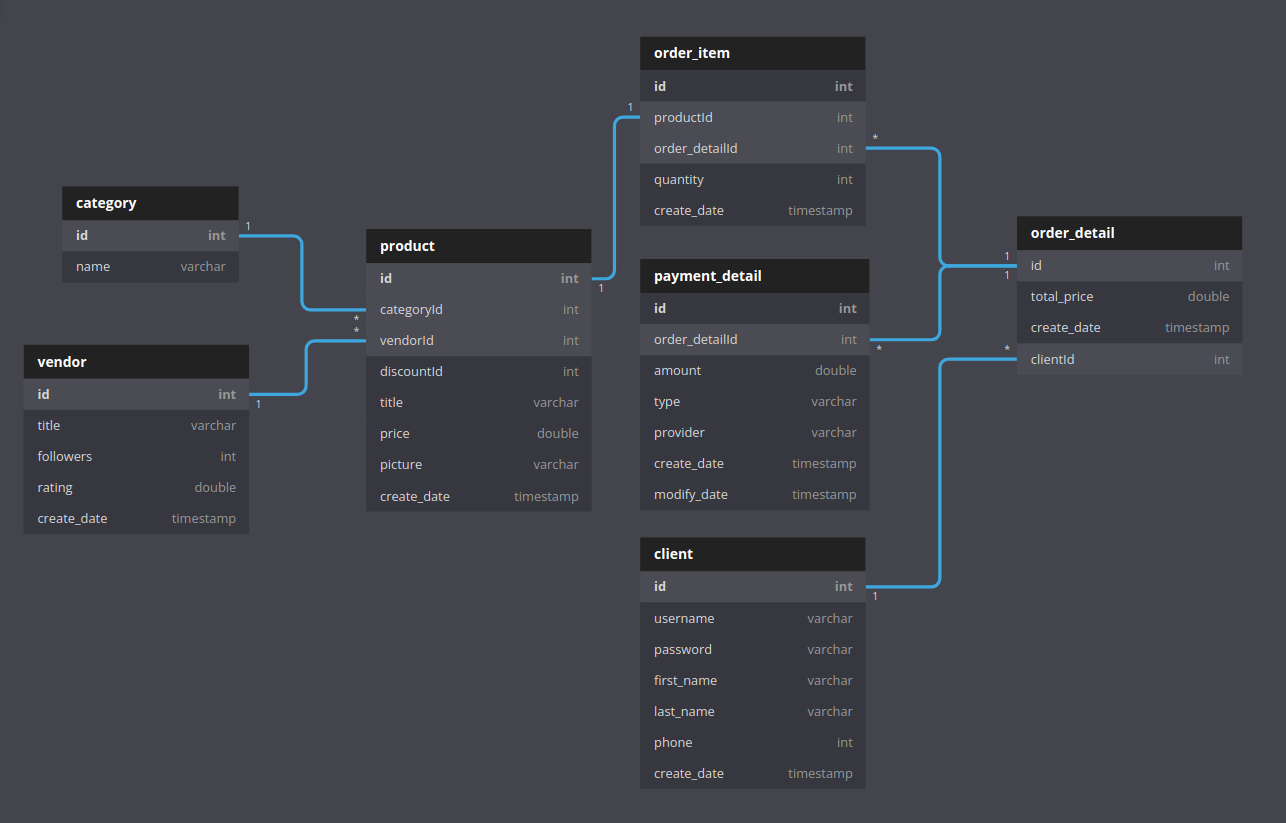 order_item
id int
productId int
order_detailId int
quantity int
create_date timestamp
1
*
category
id int
name varchar
1
*
product
id int
categoryId int
vendorId int
discountId int
title varchar
price double
picture varchar
create_date timestamp
1
*
vendor
id int
title varchar
followers int
rating double
create_date timestamp
1
payment_detail
id int
order_detailId int
amount double
type varchar
provider varchar
create_date timestamp
modify_date timestamp
*
order_detail
id int
total_price double
create_date timestamp
clientId int
1
1
*
client
id int
username varchar
password varchar
first_name varchar
last_name varchar
phone int
create_date timestamp
1